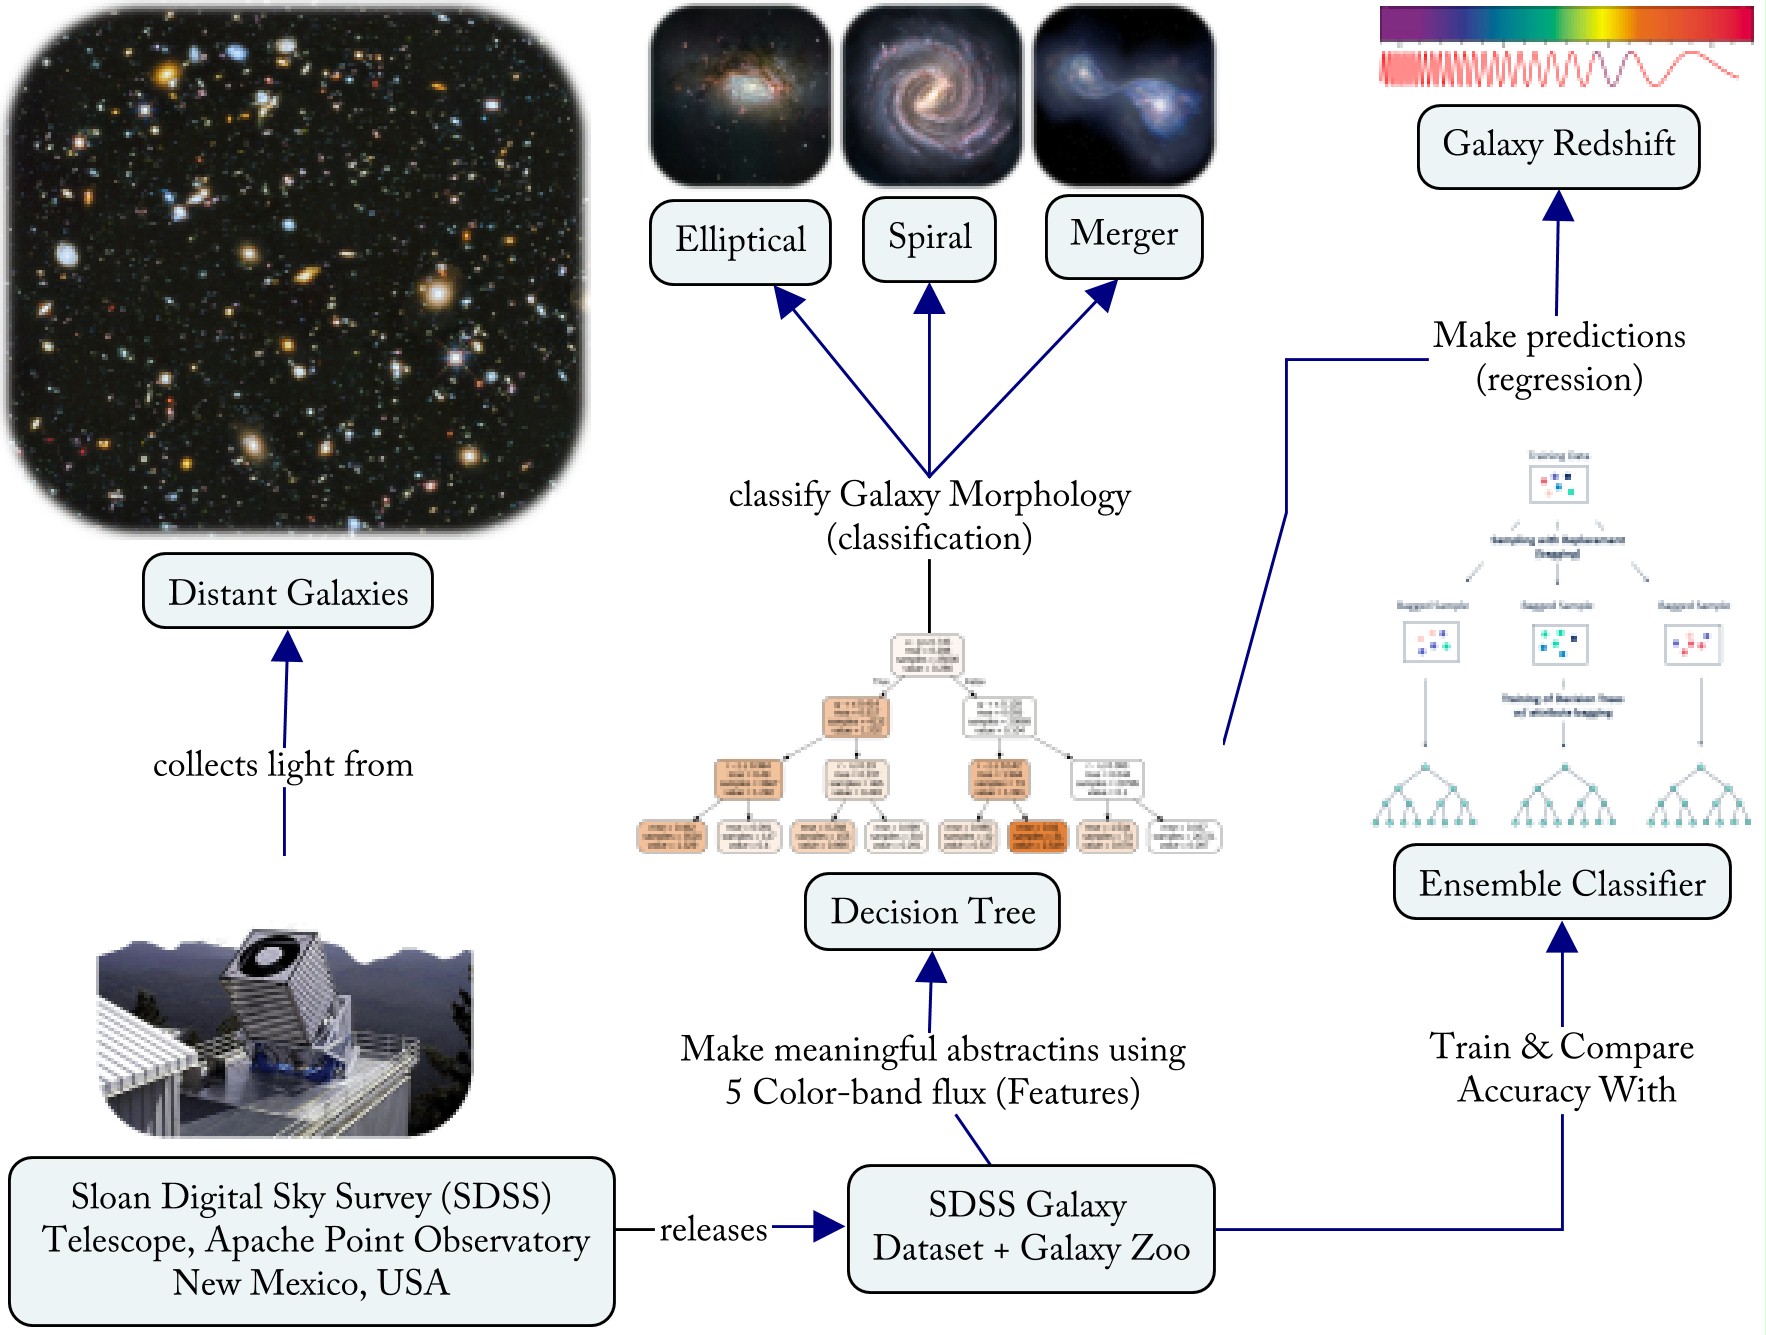 Elliptical
Spiral
Merger
Galaxy Redshift
Make predictions
(regression)
classify Galaxy Morphology
(classification)
Distant Galaxies
collects light from
Training Data
Sampling with Replacement
(bagging)
Bagged Sample
Bagged Sample
Bagged Sample
Training of Decision Trees
w/ attribute bagging
True
False
Decision Tree
Ensemble Classifier
Make meaningful abstractins using
5 Color-band flux (Features)
Train & Compare
Accuracy With
Sloan Digital Sky Survey (SDSS)
Telescope, Apache Point Observatory
New Mexico, USA
releases
SDSS Galaxy
Dataset + Galaxy Zoo